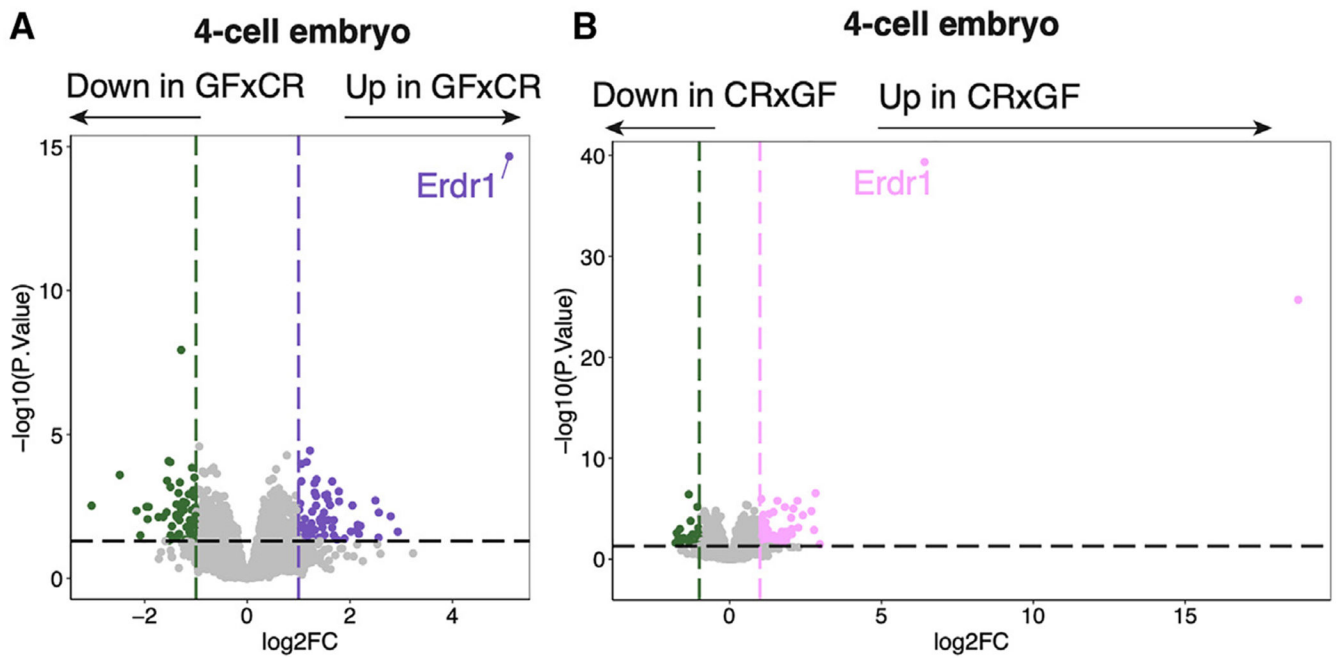 A
4-cell embryo
Down in GFxCR
Up in GFxCR
15
10
5
0
−log10(P.Value)
Erdr1
−2
0
2
4
log2FC
B
4-cell embryo
Down in CRxGF
Up in CRxGF
40
30
20
10
0
−log10(P.Value)
Erdr1
0
5
10
15
log2FC